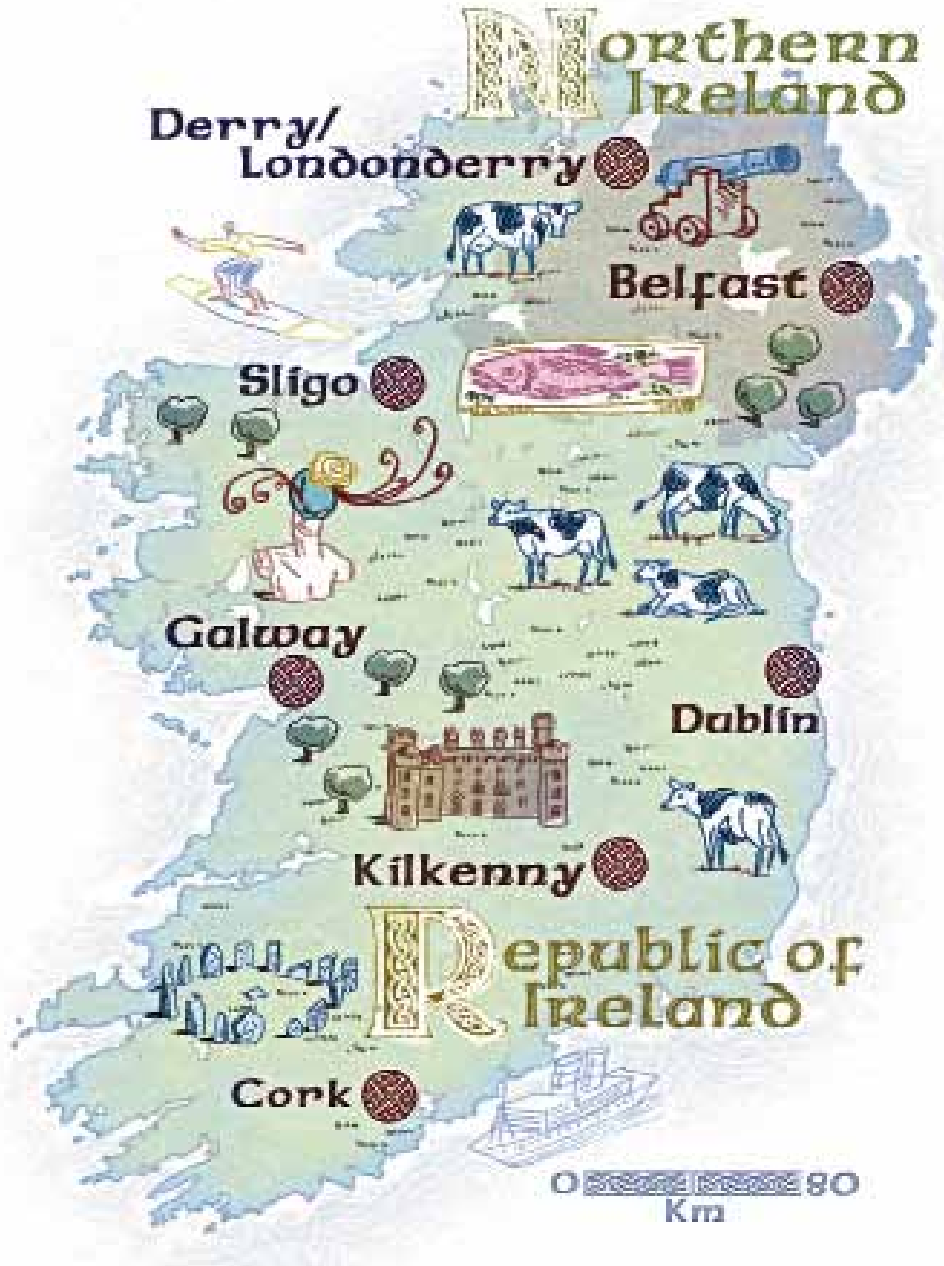 Northern
Ireland
Derry/
Londonderry
Belfast
Sligo
Galway
Dublin
Kilkenny
Republic of
Ireland
Cork
0 80
Km